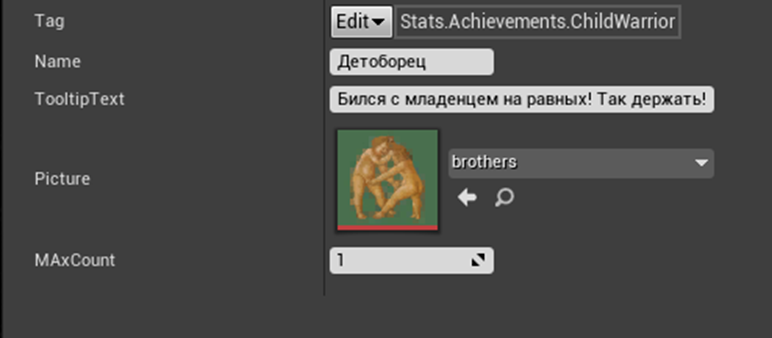 Tag Edit Stats.Achievements.ChildWarrior
Name Детоборец
TooltipText Бился с младенцем на равных! Так держать!
Picture brothers
MAxCount 1